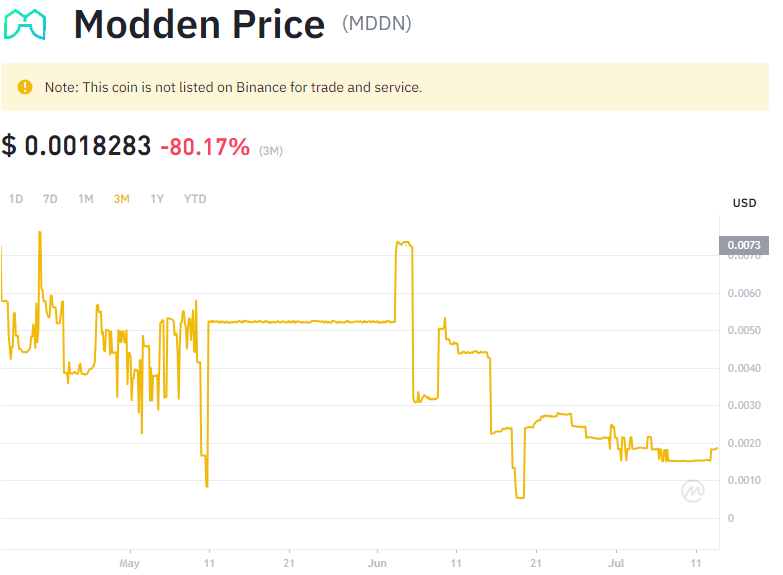 Modden Price (MDDN)
Note: This coin is not listed on Binance for trade and service.
$ 0.0018283 -80.17% (3M)
1D 7D 1M 3M 1Y YTD
USD
0.0073
0.0070
0.0060
0.0050
0.0040
0.0030
0.0020
0.0010
0
May 11 21 Jun 11 21 Jul 11